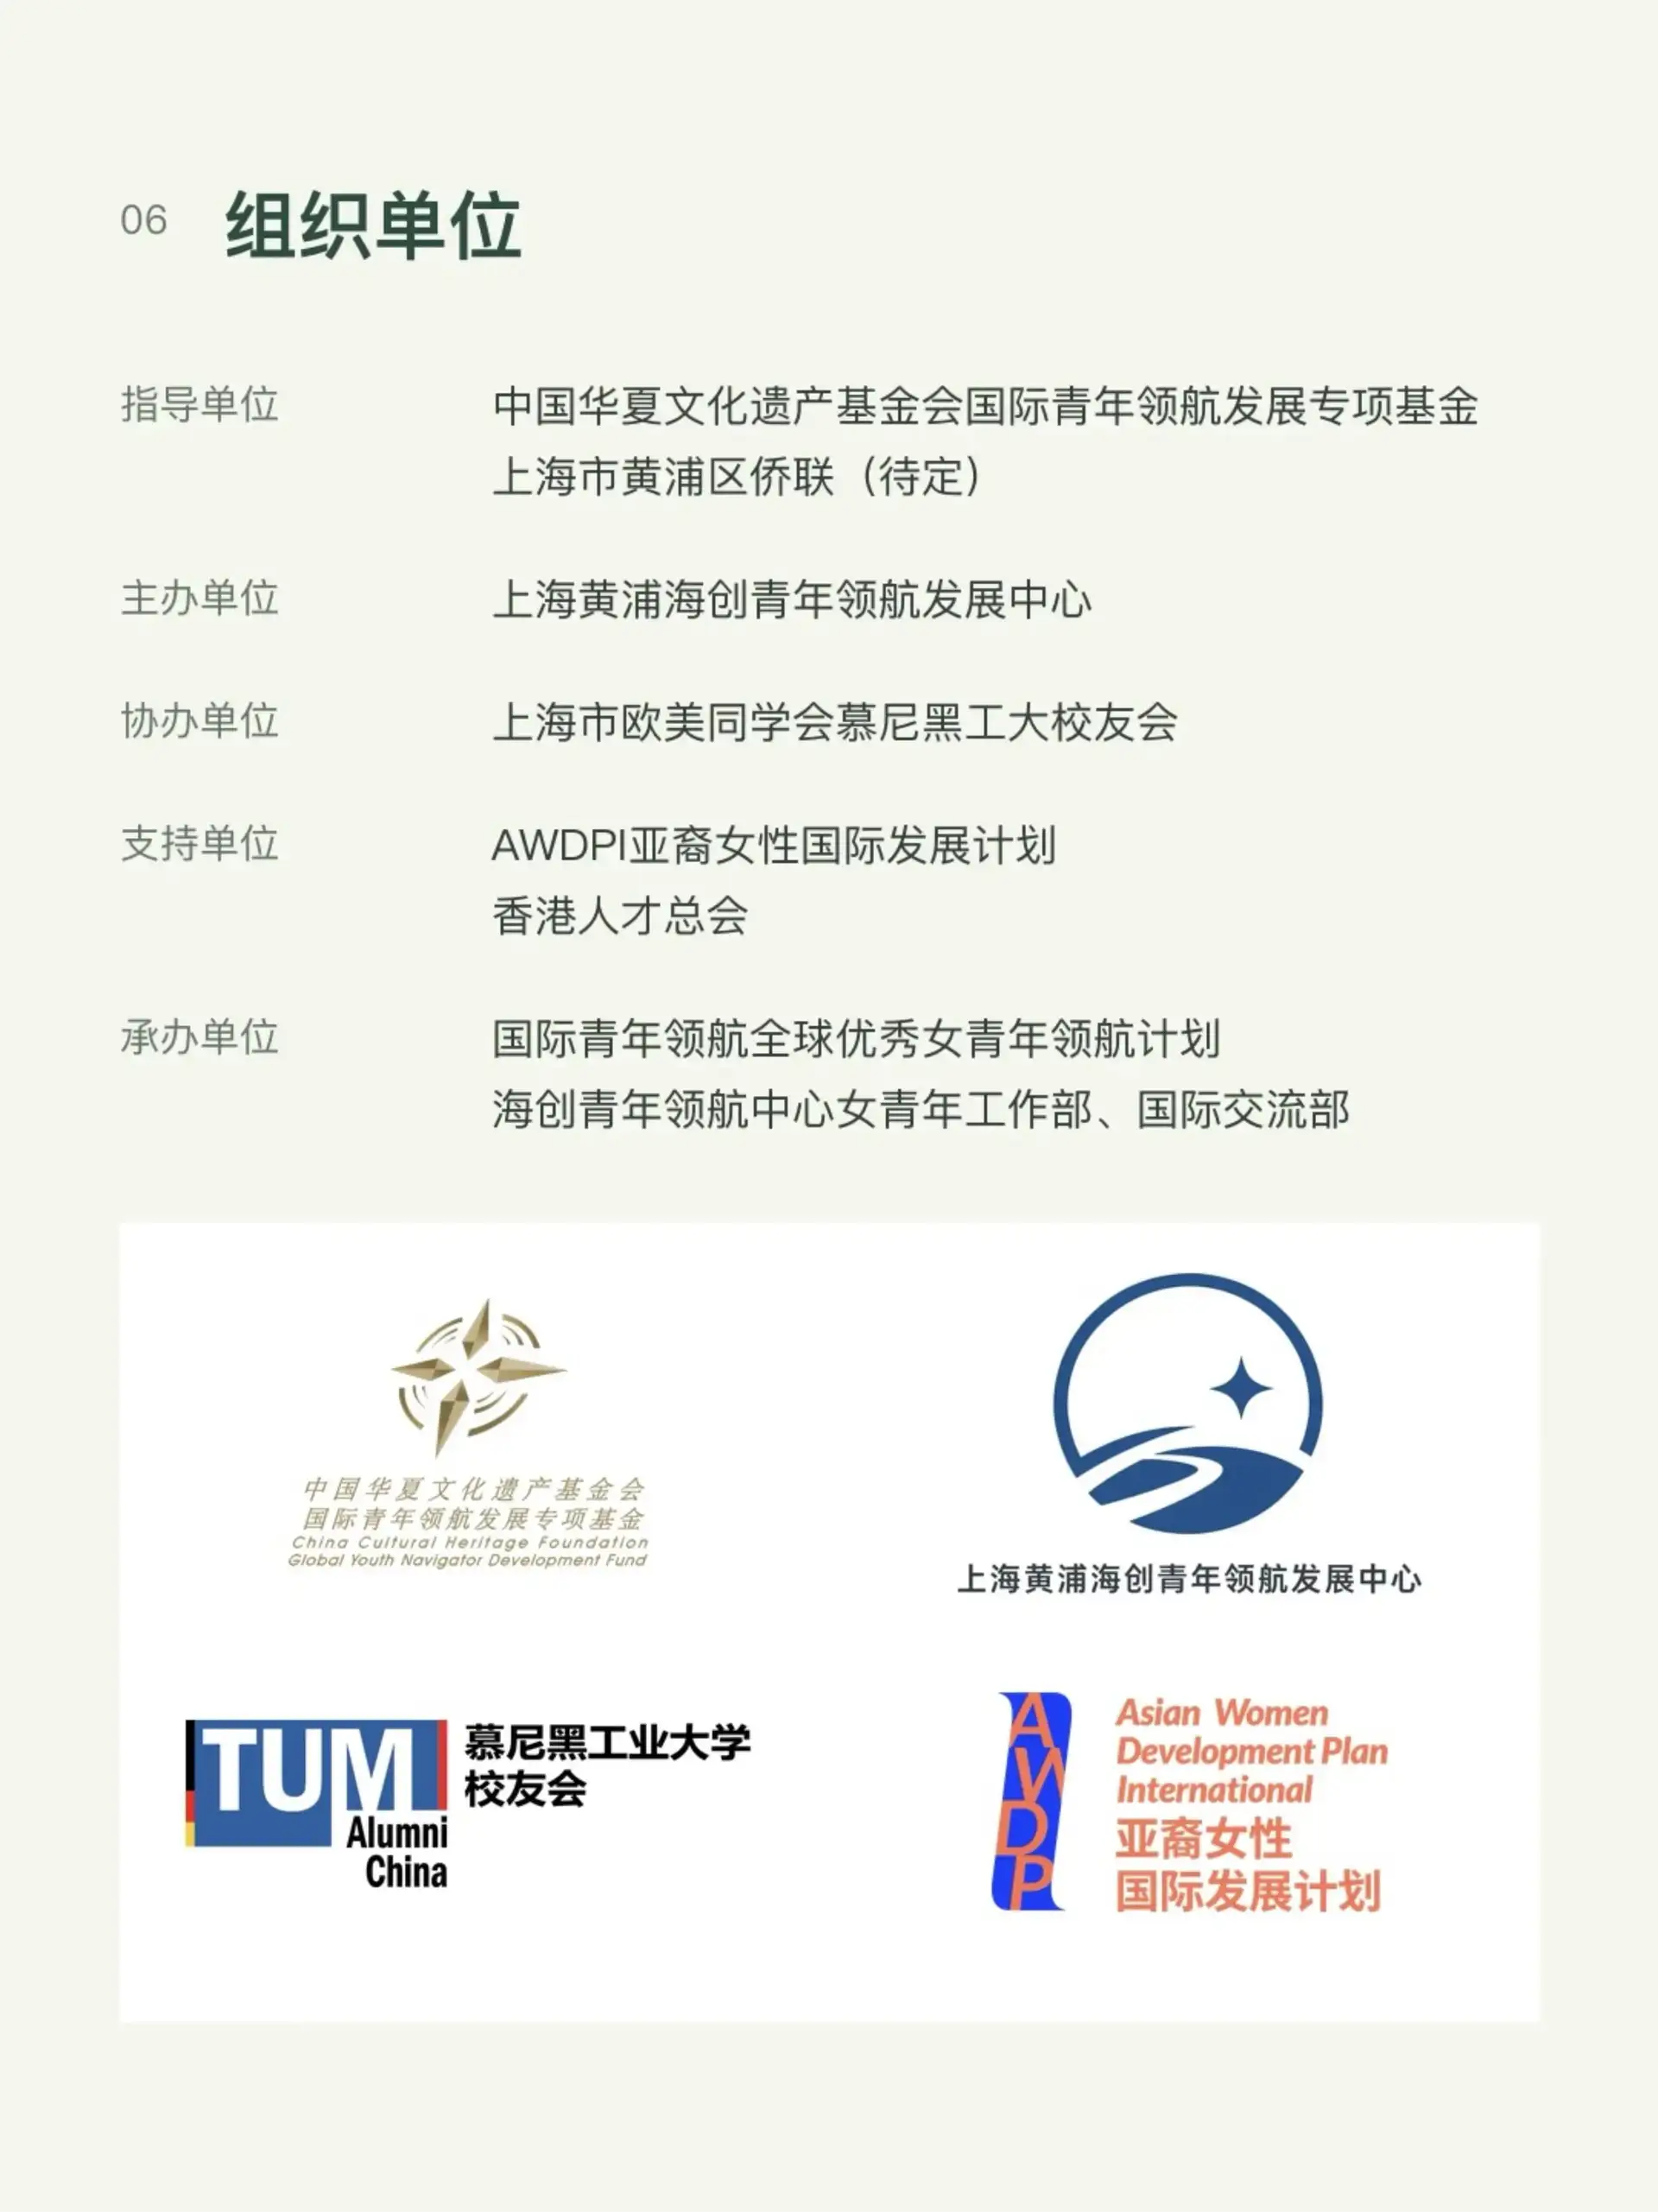 06 组织单位
指导单位 中国华夏文化遗产基金会国际青年领航发展专项基金
上海市黄浦区侨联（待定）
主办单位 上海黄浦海创青年领航发展中心
协办单位 上海市欧美同学会慕尼黑工大校友会
支持单位 AWDPI亚裔女性国际发展计划
香港人才总会
承办单位 国际青年领航全球优秀女青年领航计划
海创青年领航中心女青年工作部、国际交流部
中国华夏文化遗产基金会
国际青年领航发展专项基金
China Cultural Heritage Foundation
Global Youth Navigator Development Fund
上海黄浦海创青年领航发展中心
TUM
Alumni
China
慕尼黑工业大学
校友会
A
W
D
P
Asian Women
Development Plan
International
亚裔女性
国际发展计划